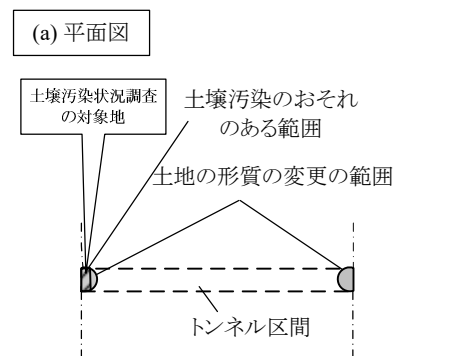 (a) 平面図
土壌汚染状況調査
の対象地
土壌汚染のおそれ
のある範囲
土地の形質の変更の範囲
トンネル区間